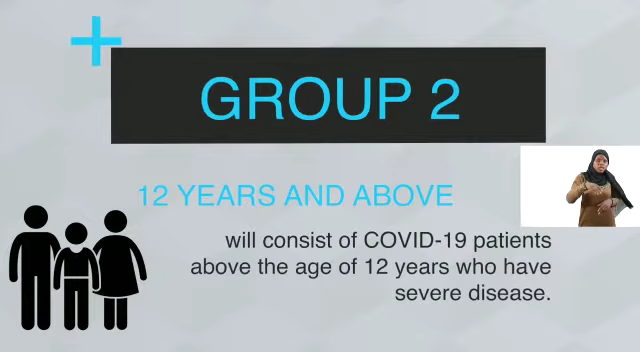 GROUP 2
12 YEARS AND ABOVE
will consist of COVID-19 patients
above the age of 12 years who have
severe disease.